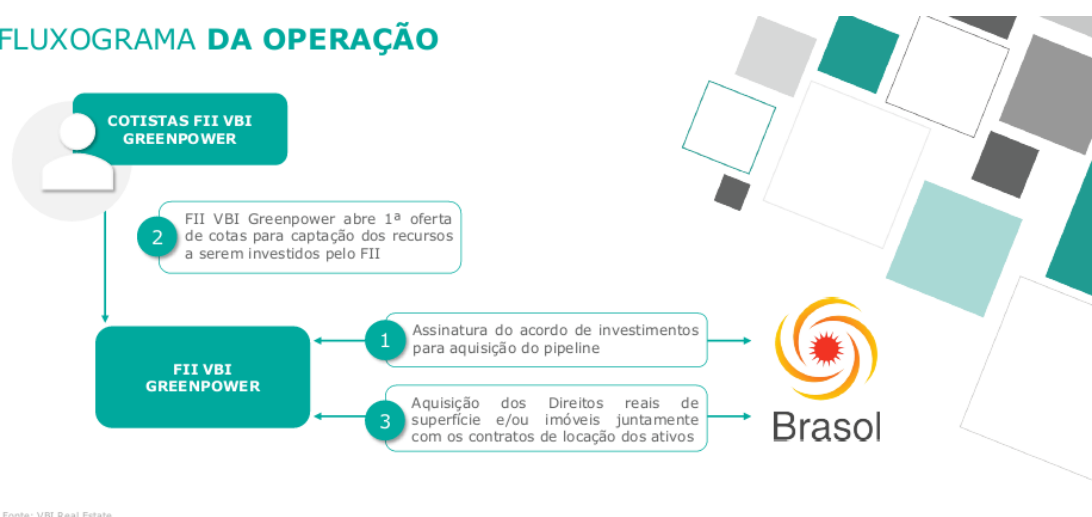 FLUXOGRAMA DA OPERAÇÃO
COTISTAS FII VBI
GREENPOWER
2
FII VBI Greenpower abre 1ª oferta
de cotas para captação dos recursos
a serem investidos pelo FII
FII VBI
GREENPOWER
1
Assinatura do acordo de investimentos
para aquisição do pipeline
3
Aquisição dos Direitos reais de
superfície e/ou imóveis juntamente
com os contratos de locação dos ativos
Brasol
Fonte: VBI Real Estate